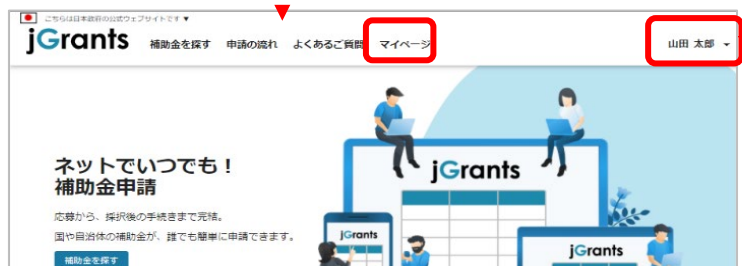 こちらは日本政府の公式ウェブサイトです ▼
jGrants 補助金を探す 申請の流れ よくあるご質問 マイページ 山田 太郎
ネットでいつでも！
補助金申請
応募から、採択後の手続きまで完結。
国や自治体の補助金が、誰でも簡単に申請できます。
補助金を探す
jGrants
jGrants
jGrants